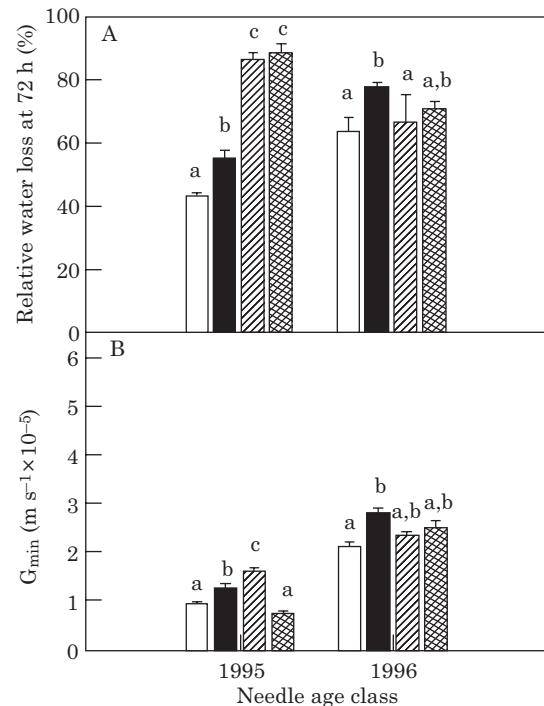 100
A
c
c
80
b
a
a,b
a
b
60
a
40
20
0
Relative water loss at 72 h (%)
B
6
5
4
3
b
a,b
a,b
a
2
c
b
a
a
1
0
G_min (m s⁻¹×10⁻⁵)
1995
1996
Needle age class